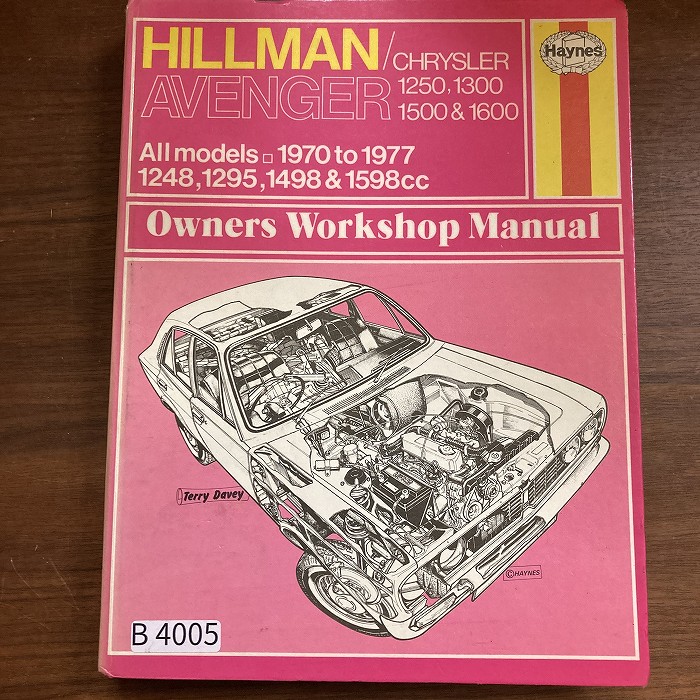 HILLMAN/CHRYSLER
AVENGER 1250,1300
1500 & 1600
Haynes
All models □ 1970 to 1977
1248,1295,1498 & 1598cc
Owners Workshop Manual
Terry Davey
© HAYNES
B 4005